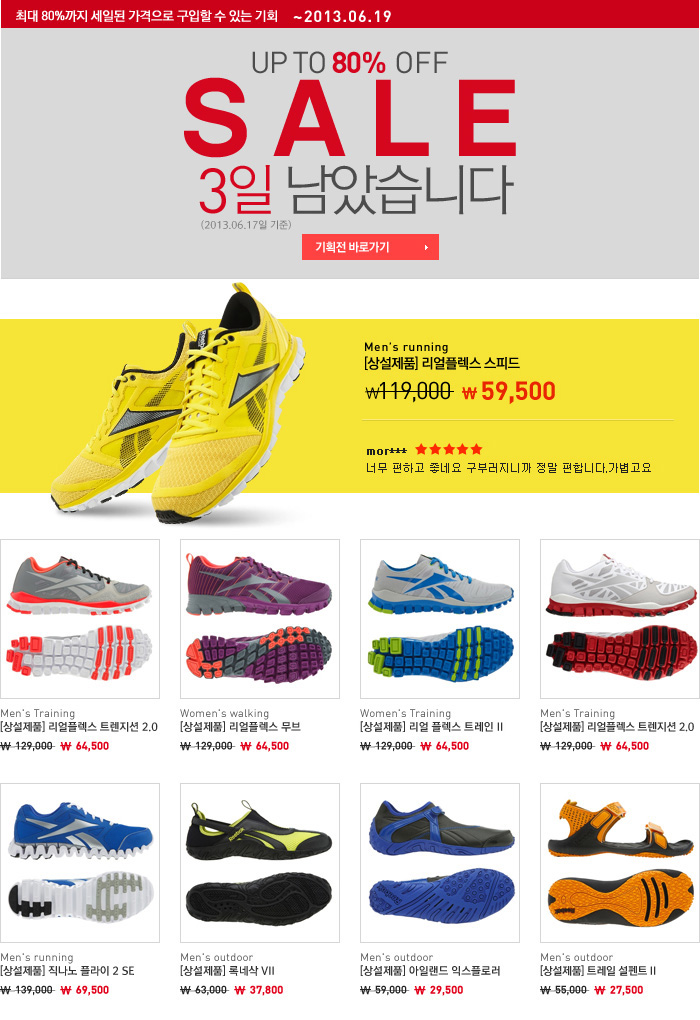 최대 80%까지 세일된 가격으로 구입할 수 있는 기회 ~2013.06.19
UP TO 80% OFF
SALE
3일 남았습니다
(2013.06.17일 기준)
기획전 바로가기
Men's running
[상설제품] 리얼플렉스 스피드
₩119,000 ₩59,500
mor*** ★★★★★
너무 편하고 좋네요 구부러지니까 정말 편합니다.가볍고요
Men's Training
[상설제품] 리얼플렉스 트렌지션 2.0
₩ 129,000 ₩ 64,500
Women's walking
[상설제품] 리얼플렉스 무브
₩ 129,000 ₩ 64,500
Women's Training
[상설제품] 리얼 플렉스 트레인 II
₩ 129,000 ₩ 64,500
Men's Training
[상설제품] 리얼플렉스 트렌지션 2.0
₩ 129,000 ₩ 64,500
Men's running
[상설제품] 직나노 플라이 2 SE
₩ 139,000 ₩ 69,500
Men's outdoor
[상설제품] 록네삭 VII
₩ 63,000 ₩ 37,800
Men's outdoor
[상설제품] 아일랜드 익스플로러
₩ 59,000 ₩ 29,500
Men's outdoor
[상설제품] 트레일 설펜트 II
₩ 55,000 ₩ 27,500